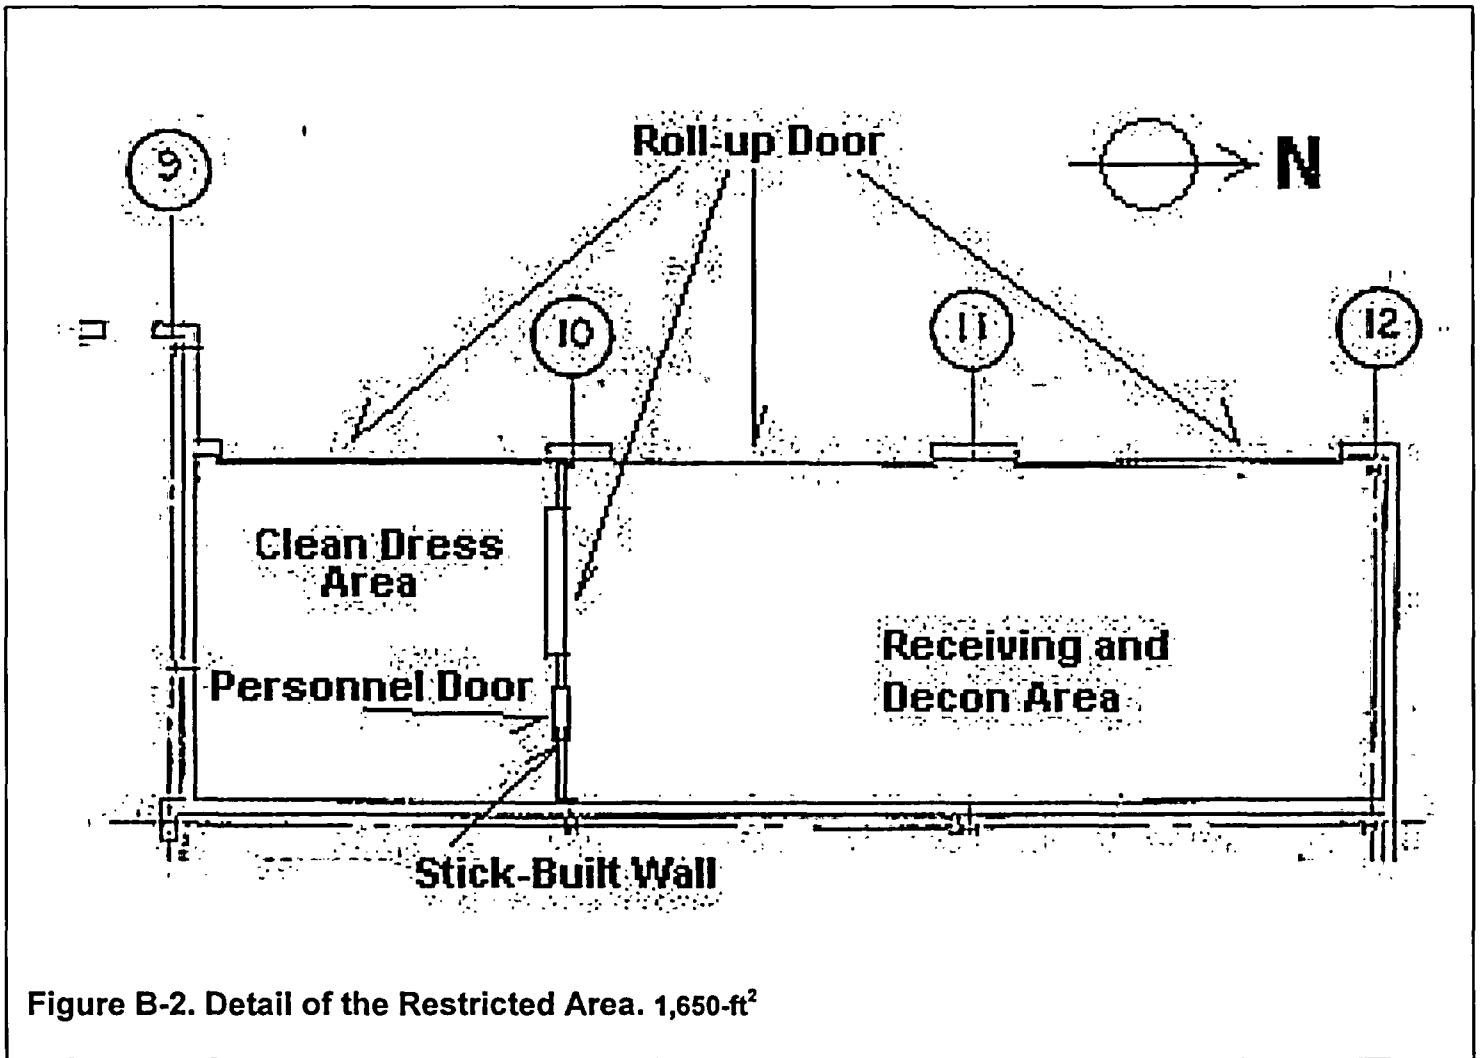 Roll-up Door
N
9
10
11
12
Clean Dress
Area
Receiving and
Decon Area
Personnel Door
Stick-Built Wall
Figure B-2. Detail of the Restricted Area. 1,650-ft²